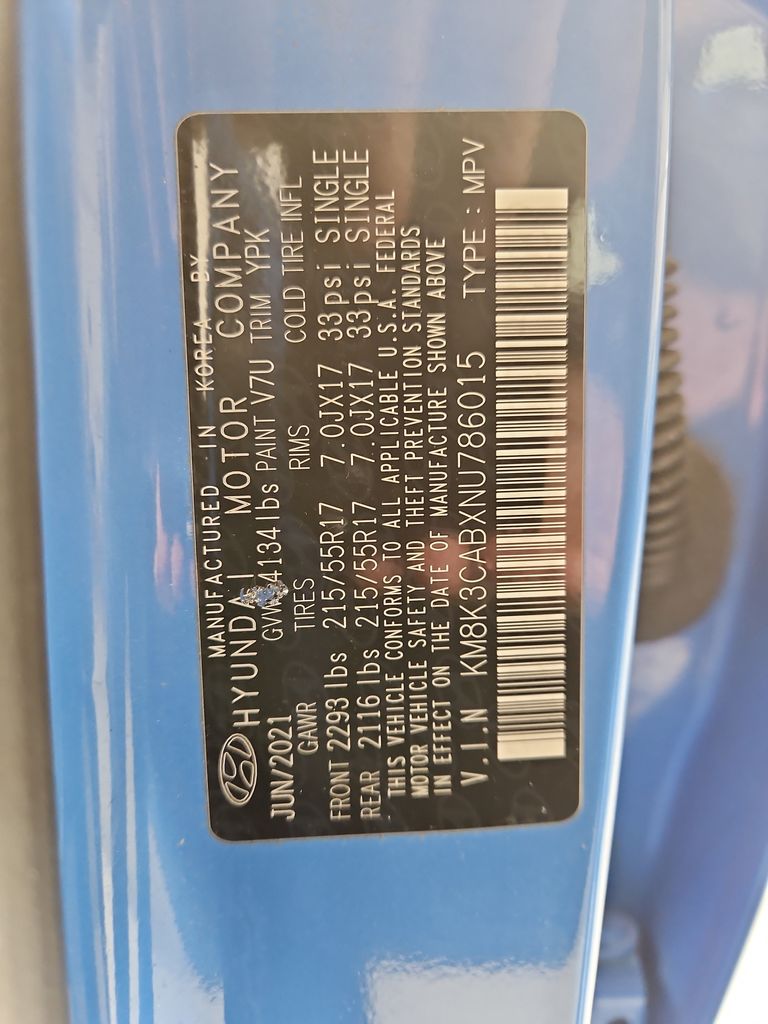 MANUFACTURED IN KOREA BY
HYUNDAI MOTOR COMPANY
JUN/2021 GVW 4134lbs PAINT V7U TRIM YPK
GAWR TIRES RIMS COLD TIRE INFL
FRONT 2293 lbs 215/55R17 7.0JX17 33psi SINGLE
REAR 2116 lbs 215/55R17 7.0JX17 33psi SINGLE
THIS VEHICLE CONFORMS TO ALL APPLICABLE U.S.A. FEDERAL
MOTOR VEHICLE SAFETY AND THEFT PREVENTION STANDARDS
IN EFFECT ON THE DATE OF MANUFACTURE SHOWN ABOVE
V.I.N KM8K3CABXNU786015 TYPE : MPV